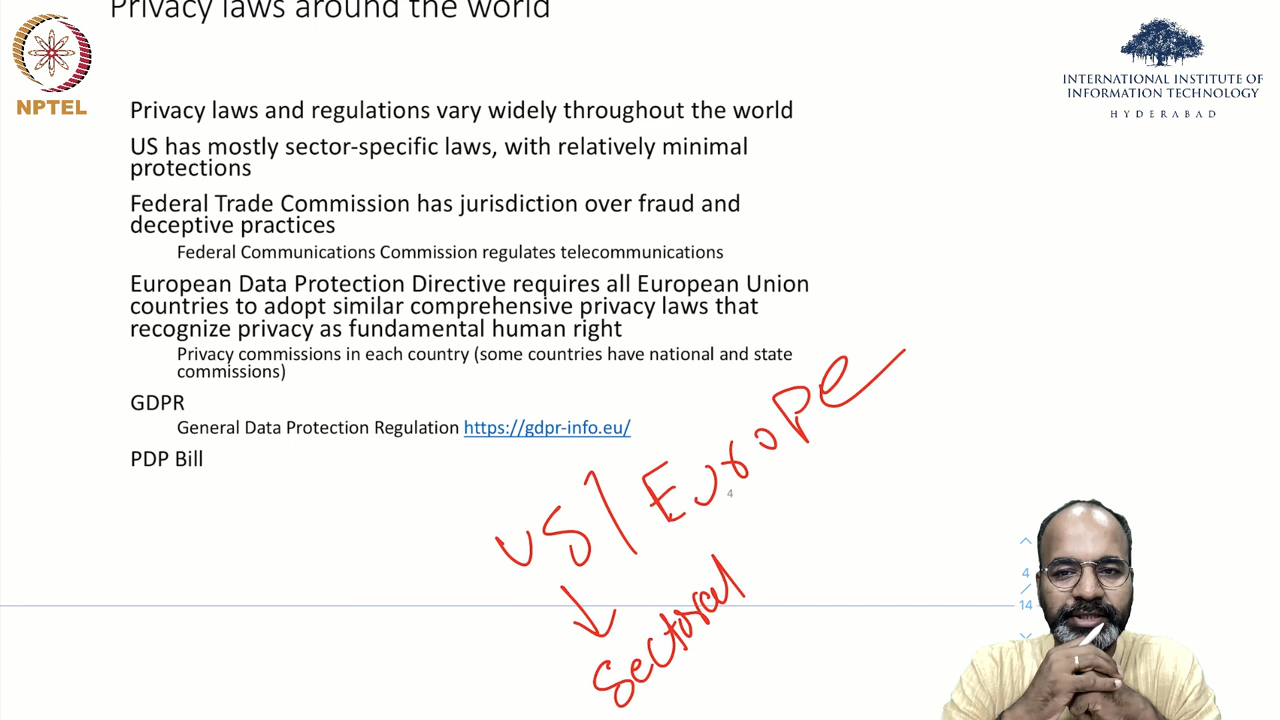 Privacy laws around the world
NPTEL
INTERNATIONAL INSTITUTE OF
INFORMATION TECHNOLOGY
HYDERABAD
Privacy laws and regulations vary widely throughout the world
US has mostly sector-specific laws, with relatively minimal
protections
Federal Trade Commission has jurisdiction over fraud and
deceptive practices
Federal Communications Commission regulates telecommunications
European Data Protection Directive requires all European Union
countries to adopt similar comprehensive privacy laws that
recognize privacy as fundamental human right
Privacy commissions in each country (some countries have national and state
commissions)
GDPR
General Data Protection Regulation https://gdpr-info.eu/
PDP Bill
US/Europe
4
Sectoral
4
14